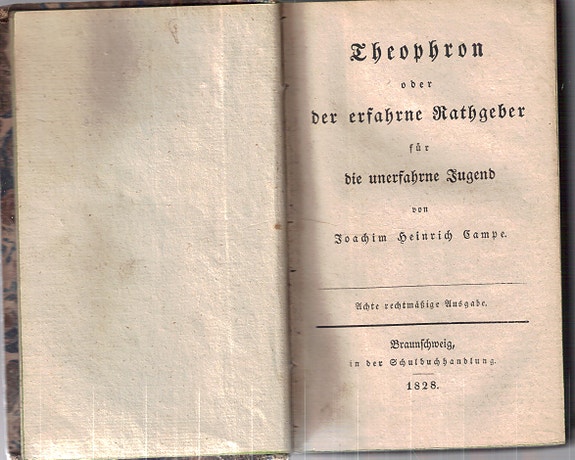 Theophron
oder
der erfahrne Rathgeber
für
die unerfahrne Jugend
von
Joachim Heinrich Campe.
Achte rechtmäßige Ausgabe.
Braunschweig,
in der Schulbuchhandlung.
1828.